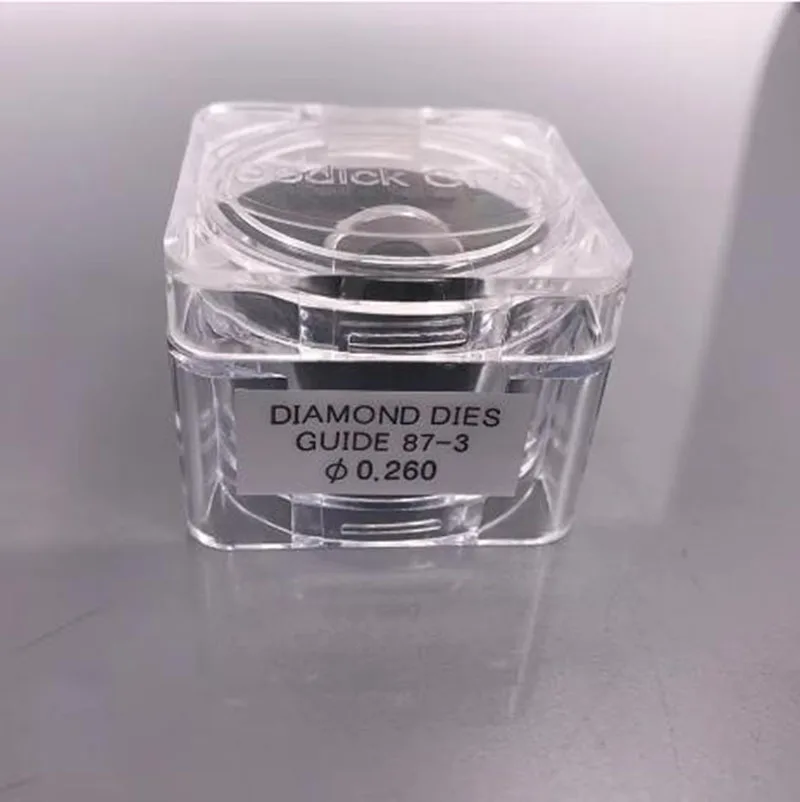 DIAMOND DIES
GUIDE 87-3
φ 0.260